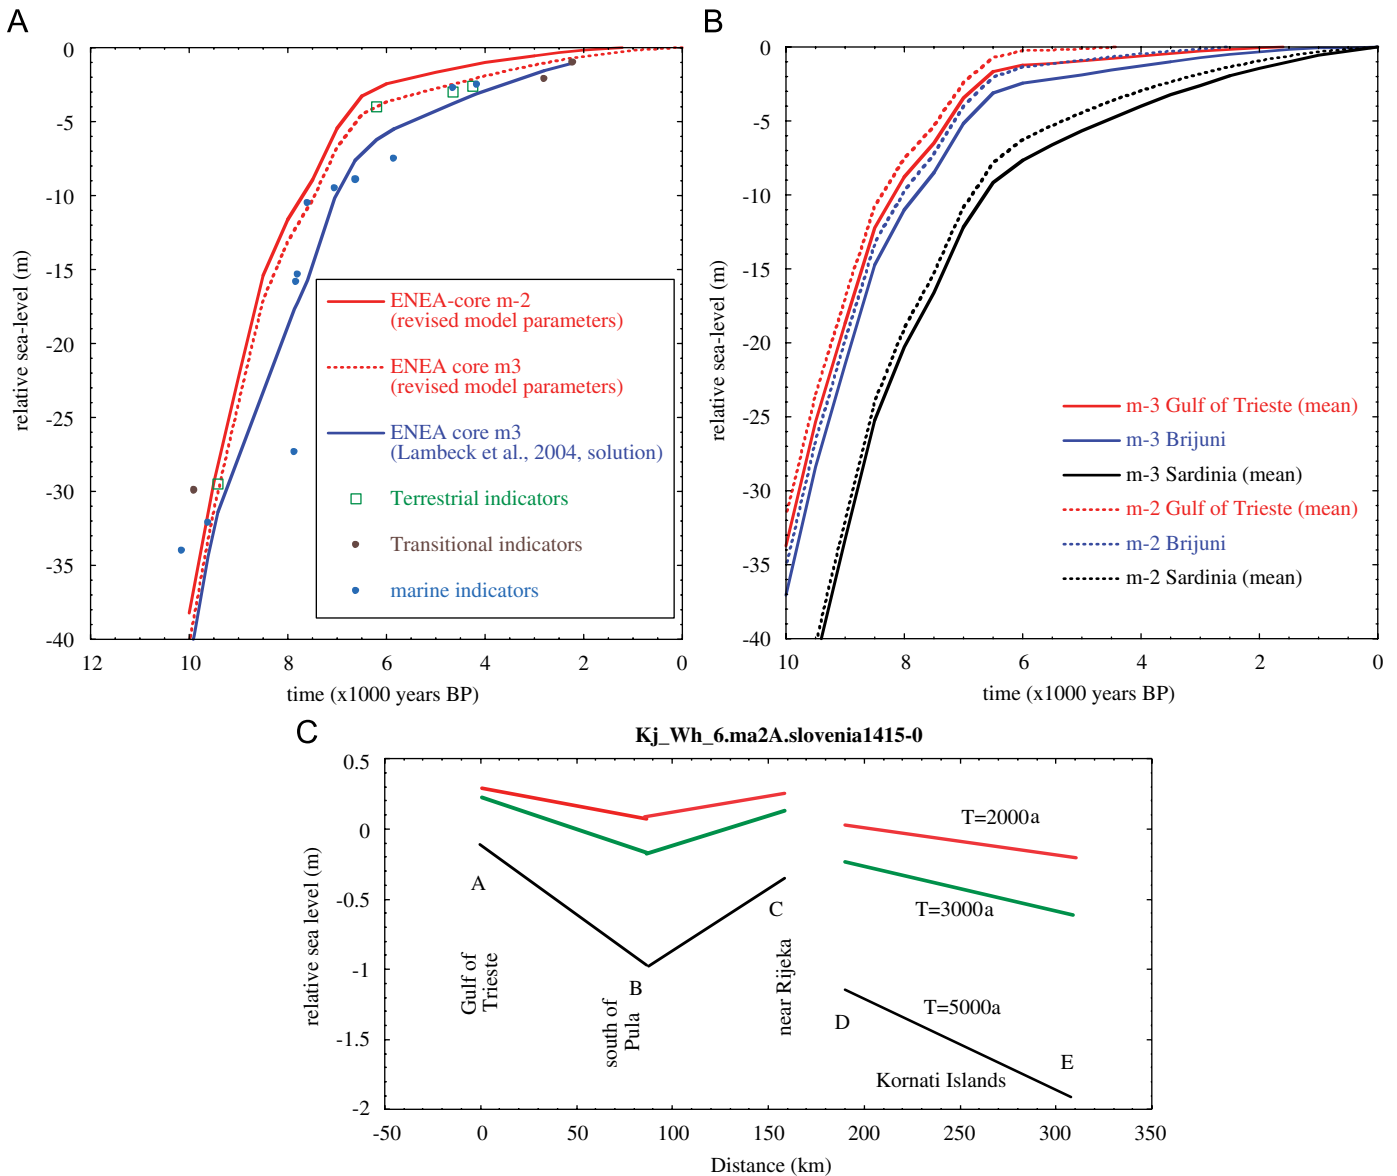 A
0
-5
-10
-15
-20
-25
-30
-35
-40
12
10
8
6
4
2
0
relative sea-level (m)
time (x1000 years BP)
ENEA-core m-2
(revised model parameters)
ENEA core m3
(revised model parameters)
ENEA core m3
(Lambeck et al., 2004, solution)
Terrestrial indicators
Transitional indicators
marine indicators
B
0
-5
-10
-15
-20
-25
-30
-35
-40
10
8
6
4
2
0
relative sea-level (m)
time (x1000 years BP)
m-3 Gulf of Trieste (mean)
m-3 Brijuni
m-3 Sardinia (mean)
m-2 Gulf of Trieste (mean)
m-2 Brijuni
m-2 Sardinia (mean)
C
Kj_Wh_6.ma2A.slovenia1415-0
0.5
0
-0.5
-1
-1.5
-2
-50
0
50
100
150
200
250
300
350
relative sea level (m)
Distance (km)
A
Gulf of
Trieste
B
south of
Pula
C
near Rijeka
T=2000a
T=3000a
T=5000a
D
E
Kornati Islands